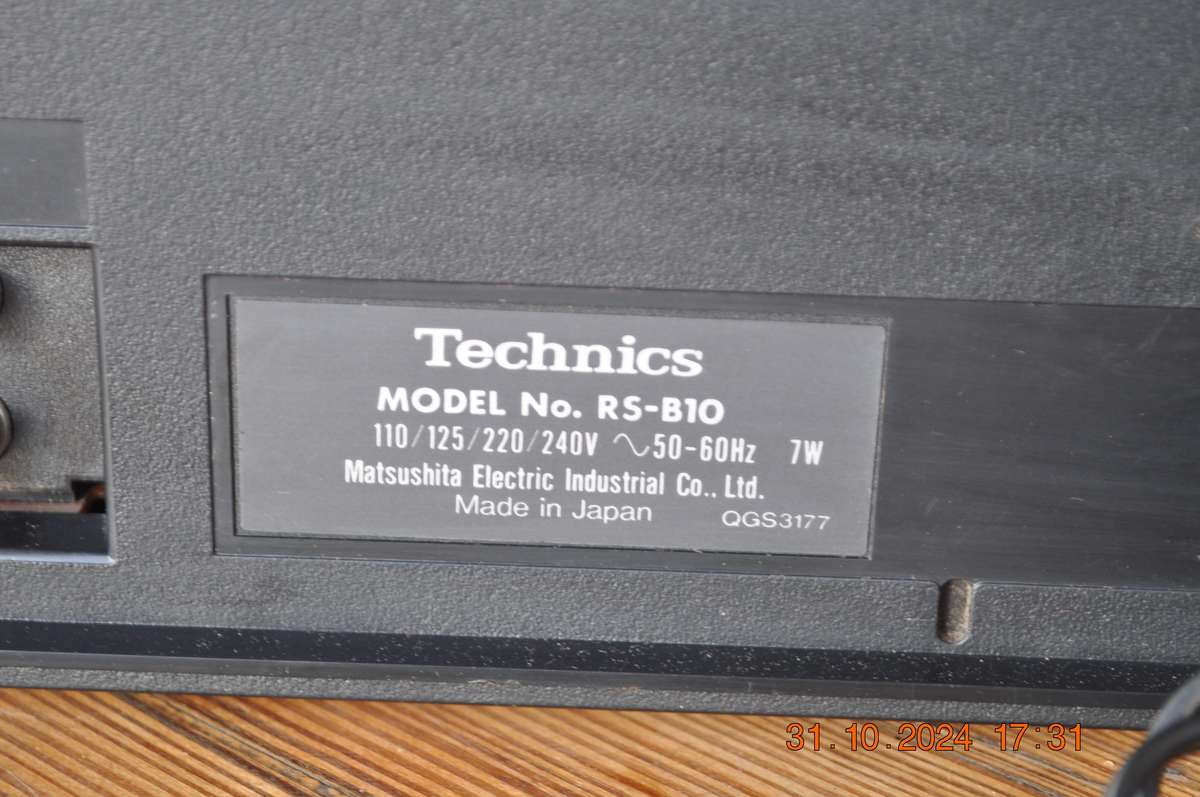 Technics
MODEL No. RS-B10
110/125/220/240V ∿50-60Hz 7W
Matsushita Electric Industrial Co., Ltd.
Made in Japan QGS3177
31.10.2024 17:31